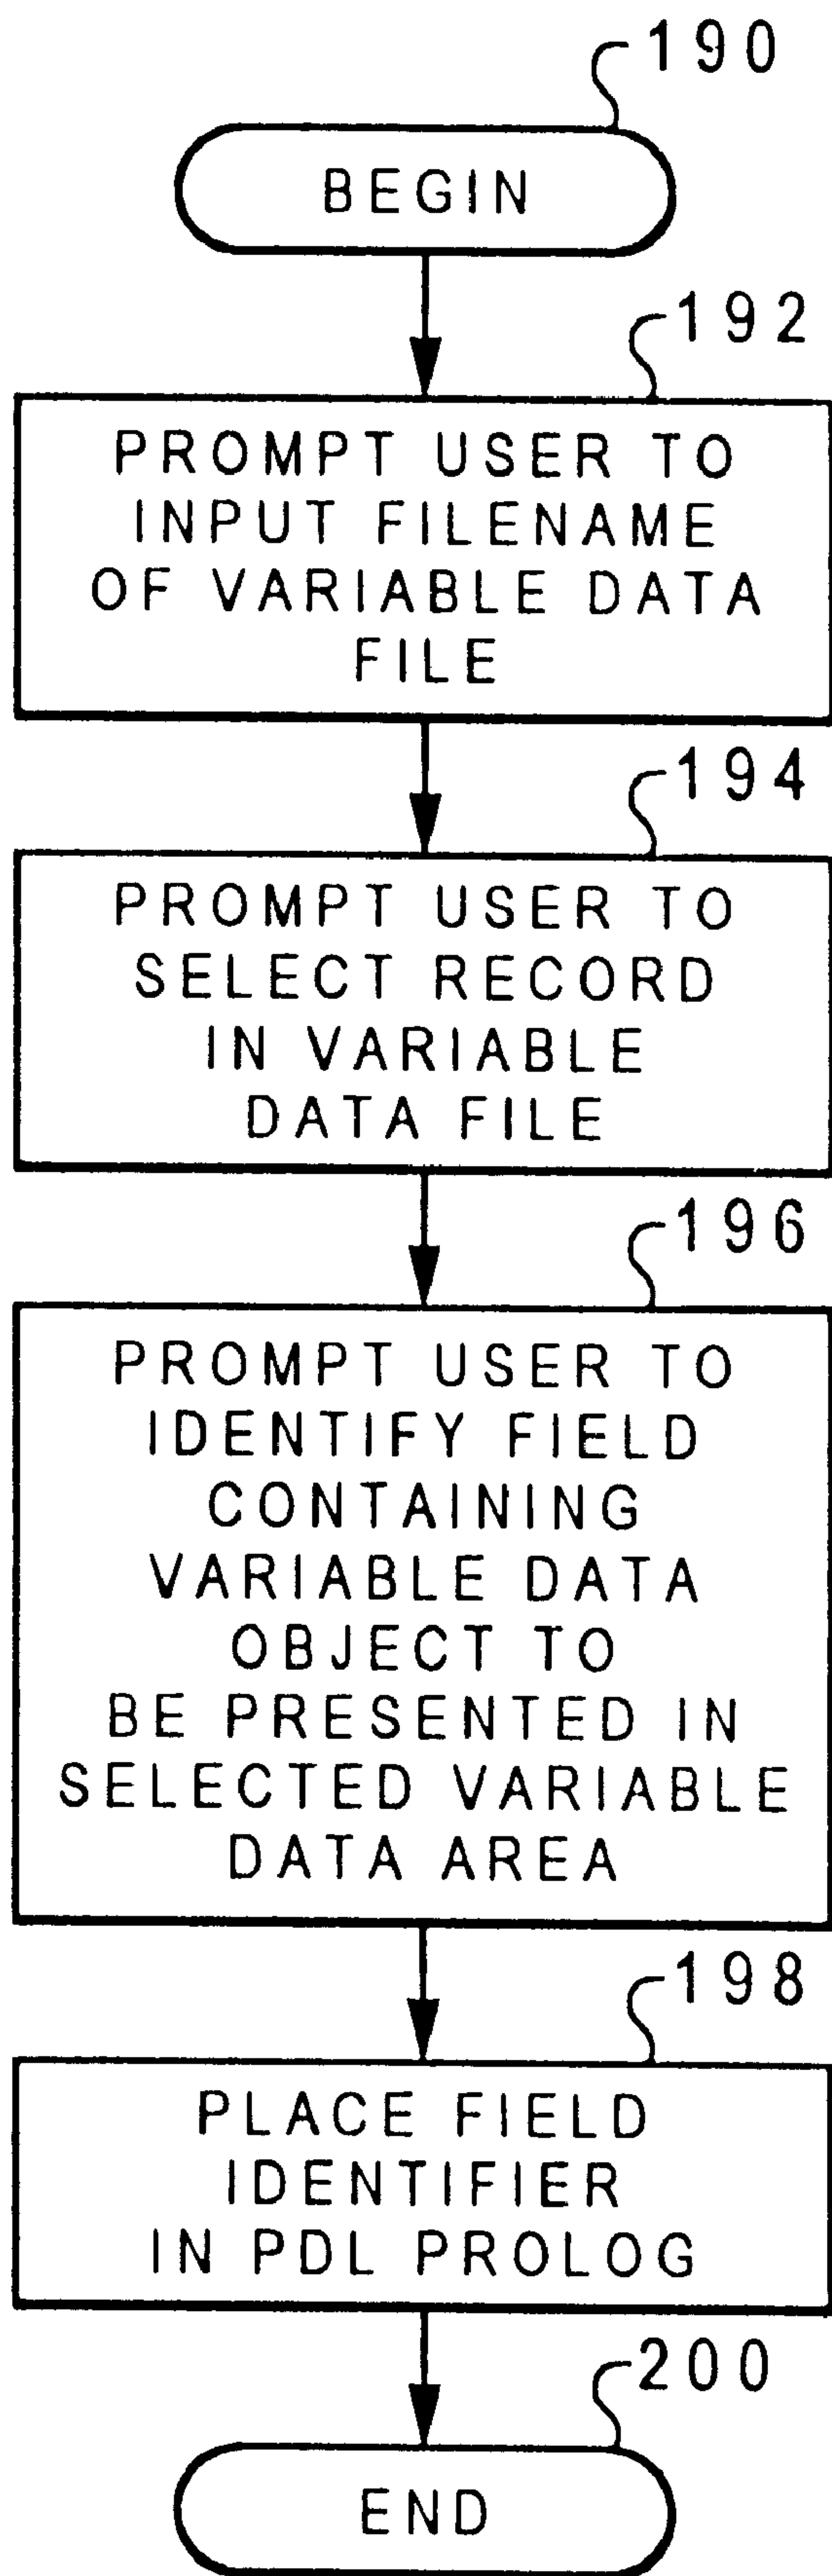 190
BEGIN
192
PROMPT USER TO
INPUT FILENAME
OF VARIABLE DATA
FILE
194
PROMPT USER TO
SELECT RECORD
IN VARIABLE
DATA FILE
196
PROMPT USER TO
IDENTIFY FIELD
CONTAINING
VARIABLE DATA
OBJECT TO
BE PRESENTED IN
SELECTED VARIABLE
DATA AREA
198
PLACE FIELD
IDENTIFIER
IN PDL PROLOG
200
END